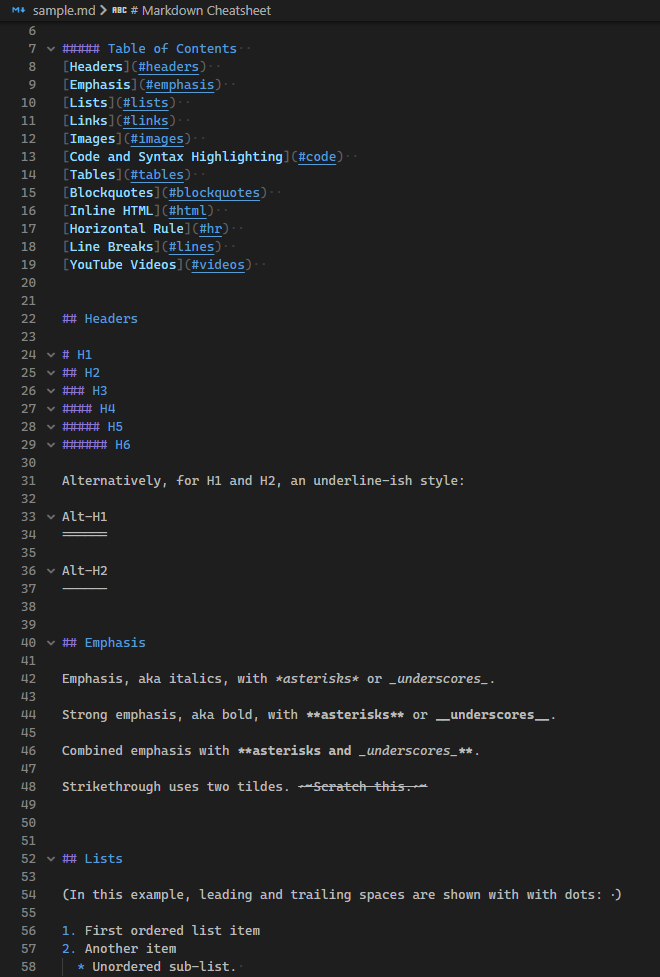 sample.md > # Markdown Cheatsheet
6
7 ##### Table of Contents··
8 [Headers](#headers)··
9 [Emphasis](#emphasis)··
10 [Lists](#lists)··
11 [Links](#links)··
12 [Images](#images)··
13 [Code and Syntax Highlighting](#code)··
14 [Tables](#tables)··
15 [Blockquotes](#blockquotes)··
16 [Inline HTML](#html)··
17 [Horizontal Rule](#hr)··
18 [Line Breaks](#lines)··
19 [YouTube Videos](#videos)··
20
21
22 ## Headers
23
24 # H1
25 ## H2
26 ### H3
27 #### H4
28 ##### H5
29 ###### H6
30
31 Alternatively, for H1 and H2, an underline-ish style:
32
33 Alt-H1
34 ======
35
36 Alt-H2
37 ------
38
39
40 ## Emphasis
41
42 Emphasis, aka italics, with *asterisks* or _underscores_.
43
44 Strong emphasis, aka bold, with **asterisks** or __underscores__.
45
46 Combined emphasis with **asterisks and _underscores_**.
47
48 Strikethrough uses two tildes. ~~Scratch this.~~
49
50
51
52 ## Lists
53
54 (In this example, leading and trailing spaces are shown with with dots: ⋅)
55
56 1. First ordered list item
57 2. Another item
58   * Unordered sub-list.·